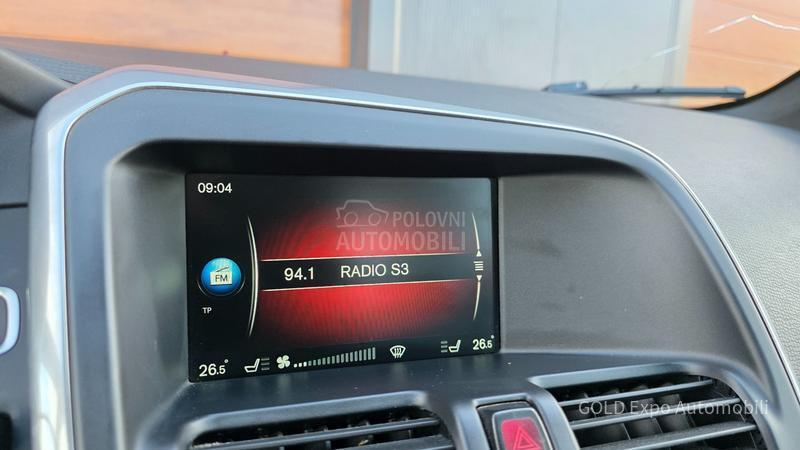 09:04
POLOVNI
AUTOMOBILI
FM
94.1 RADIO S3
TP
26.5° 26.5°
GOLD Expo Automobili